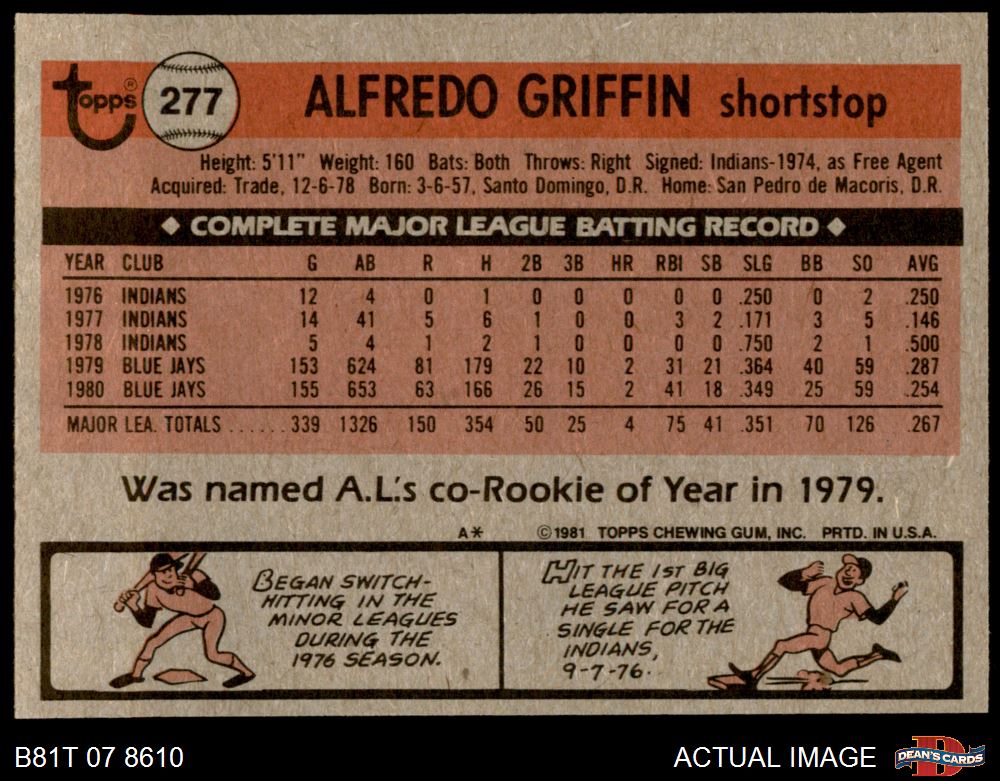 Topps® 277 ALFREDO GRIFFIN shortstop
Height: 5'11" Weight: 160 Bats: Both Throws: Right Signed: Indians-1974, as Free Agent
Acquired: Trade, 12-6-78 Born: 3-6-57, Santo Domingo, D.R. Home: San Pedro de Macoris, D.R.
◆ COMPLETE MAJOR LEAGUE BATTING RECORD ◆
YEAR CLUB G AB R H 2B 3B HR RBI SB SLG BB SO AVG
1976 INDIANS 12 4 0 1 0 0 0 0 0 .250 0 2 .250
1977 INDIANS 14 41 5 6 1 0 0 3 2 .171 3 5 .146
1978 INDIANS 5 4 1 2 1 0 0 0 0 .750 2 1 .500
1979 BLUE JAYS 153 624 81 179 22 10 2 31 21 .364 40 59 .287
1980 BLUE JAYS 155 653 63 166 26 15 2 41 18 .349 25 59 .254
MAJOR LEA. TOTALS ...... 339 1326 150 354 50 25 4 75 41 .351 70 126 .267
Was named A.L.'s co-Rookie of Year in 1979.
A* ©1981 TOPPS CHEWING GUM, INC. PRTD. IN U.S.A.
BEGAN SWITCH-
HITTING IN THE
MINOR LEAGUES
DURING THE
1976 SEASON.
HIT THE 1ST BIG
LEAGUE PITCH
HE SAW FOR A
SINGLE FOR THE
INDIANS,
9-7-76.
B81T 07 8610 ACTUAL IMAGE
D
DEAN'S CARDS